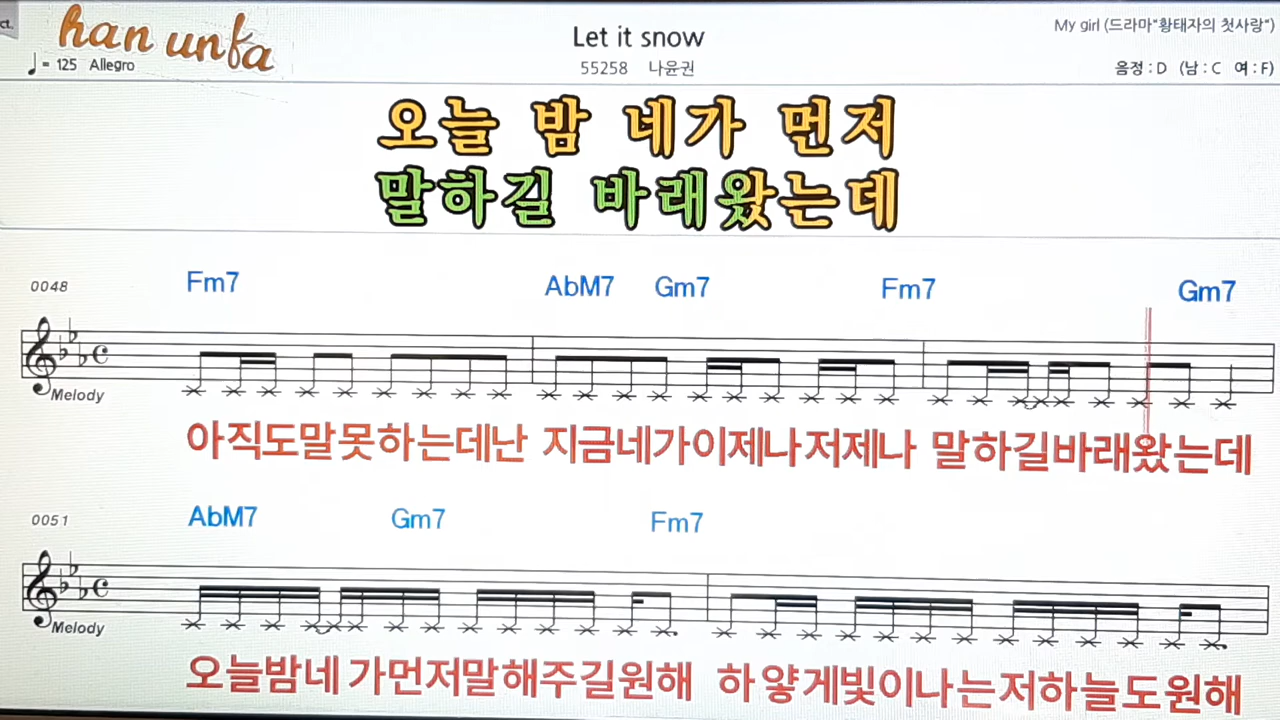 ct.
han unfa
♩= 125 Allegro
Let it snow
55258 나윤권
My girl (드라마"황태자의 첫사랑")
음정 : D (남 : C 여 : F)
오늘 밤 네가 먼저
말하길 바래왔는데
0048
Fm7 AbM7 Gm7 Fm7 Gm7
Melody
아직도말못하는데난 지금네가이제나저제나 말하길바래왔는데
0051
AbM7 Gm7 Fm7
Melody
오늘밤네가먼저말해주길원해 하얗게빛이나는저하늘도원해